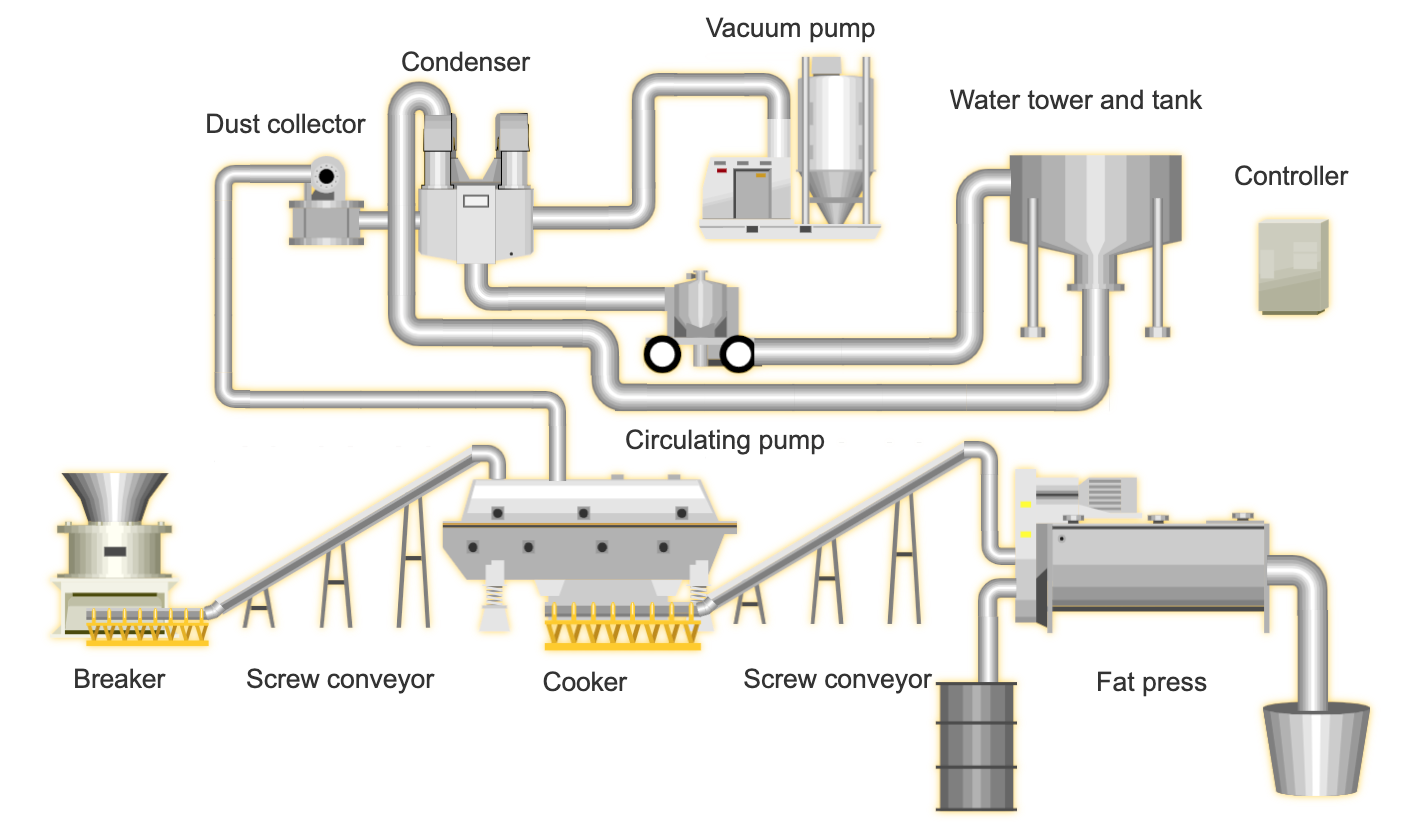 Vacuum pump
Condenser
Water tower and tank
Dust collector
Controller
Circulating pump
Breaker
Screw conveyor
Cooker
Screw conveyor
Fat press